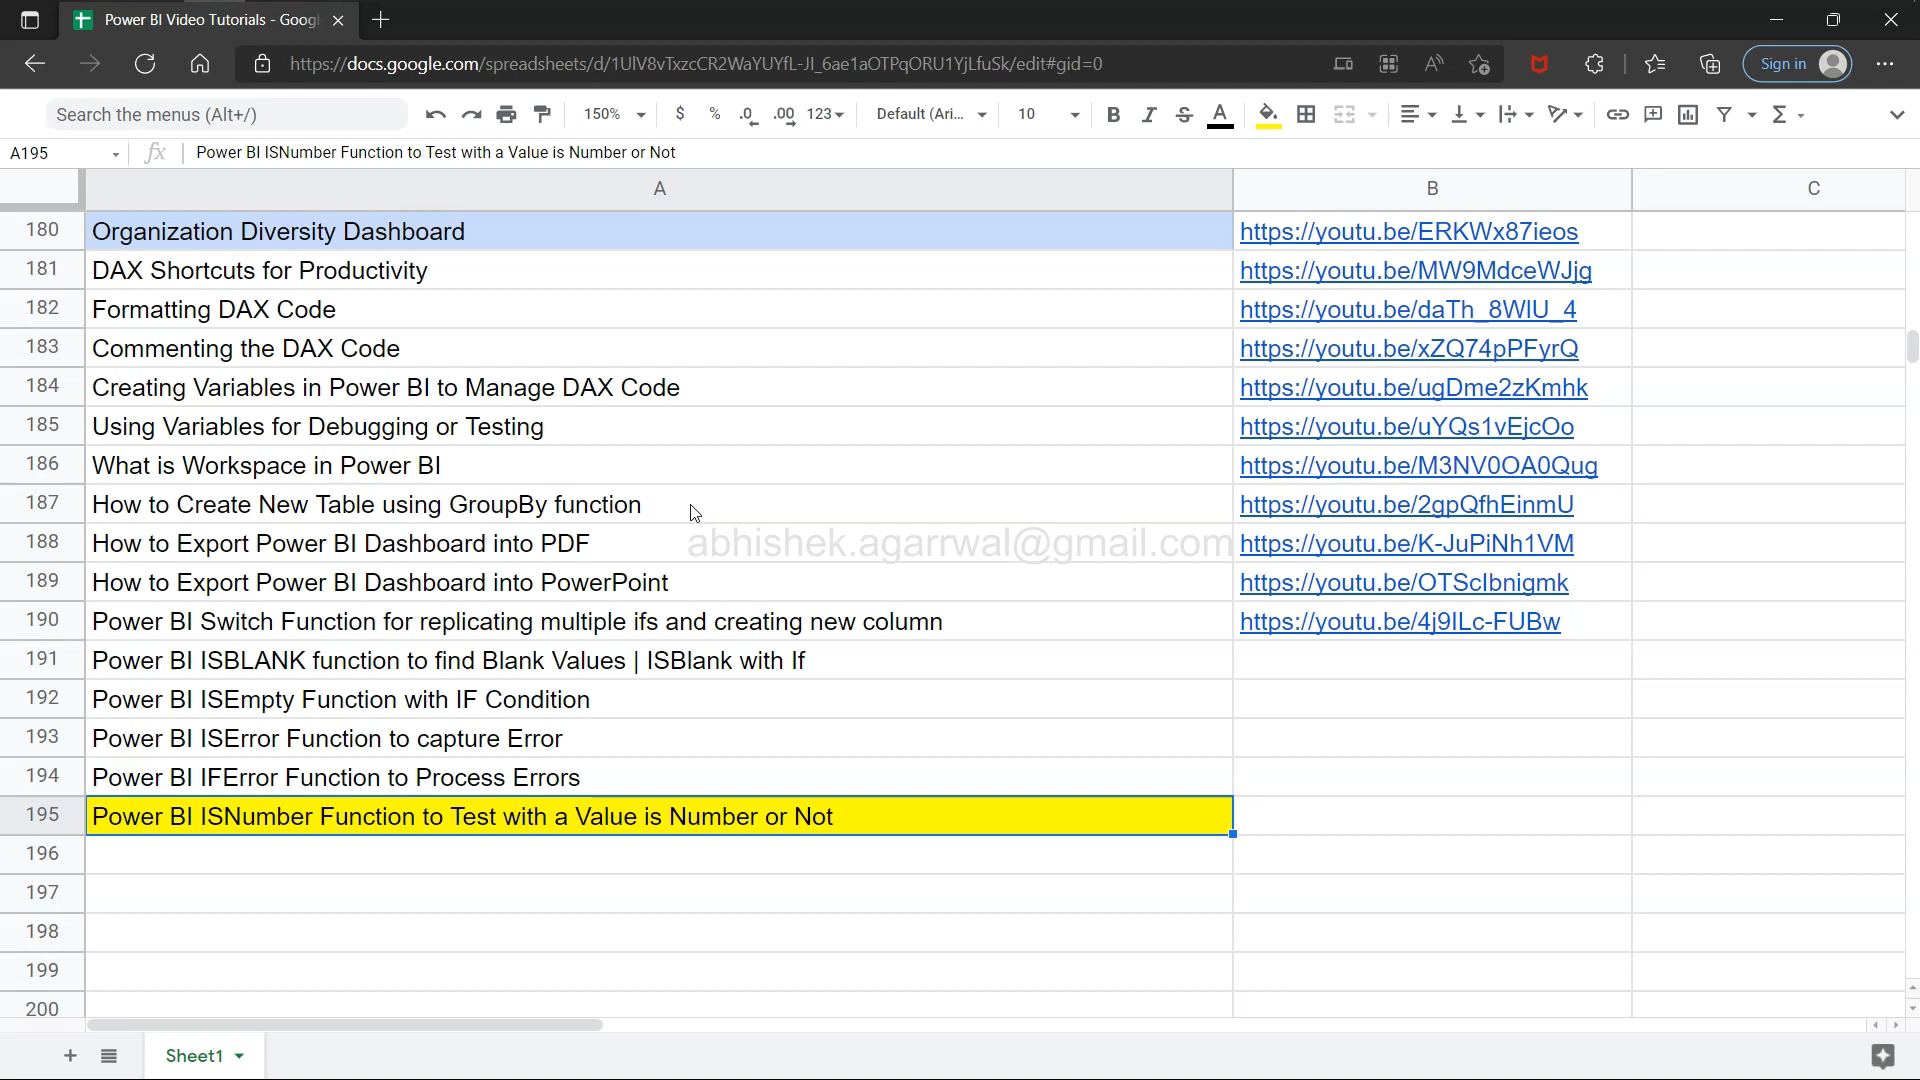 Power BI Video Tutorials - Googl
https://docs.google.com/spreadsheets/d/1UlV8vTxzcCR2WaYUYfL-JI_6ae1aOTPqORU1YjLfuSk/edit#gid=0
Sign in
Search the menus (Alt+/)
150%
$
%
.0
.00
123
Default (Ari...
10
B
I
S
A
Σ
A195
fx
Power BI ISNumber Function to Test with a Value is Number or Not
A
B
C
180 Organization Diversity Dashboard https://youtu.be/ERKWx87ieos
181 DAX Shortcuts for Productivity https://youtu.be/MW9MdceWJjg
182 Formatting DAX Code https://youtu.be/daTh_8WIU_4
183 Commenting the DAX Code https://youtu.be/xZQ74pPFyrQ
184 Creating Variables in Power BI to Manage DAX Code https://youtu.be/ugDme2zKmhk
185 Using Variables for Debugging or Testing https://youtu.be/uYQs1vEjcOo
186 What is Workspace in Power BI https://youtu.be/M3NV0OA0Qug
187 How to Create New Table using GroupBy function https://youtu.be/2gpQfhEinmU
188 How to Export Power BI Dashboard into PDF https://youtu.be/K-JuPiNh1VM
abhishek.agarrwal@gmail.com
189 How to Export Power BI Dashboard into PowerPoint https://youtu.be/OTSclbnigmk
190 Power BI Switch Function for replicating multiple ifs and creating new column https://youtu.be/4j9ILc-FUBw
191 Power BI ISBLANK function to find Blank Values | ISBlank with If
192 Power BI ISEmpty Function with IF Condition
193 Power BI ISError Function to capture Error
194 Power BI IFError Function to Process Errors
195 Power BI ISNumber Function to Test with a Value is Number or Not
196
197
198
199
200
Sheet1